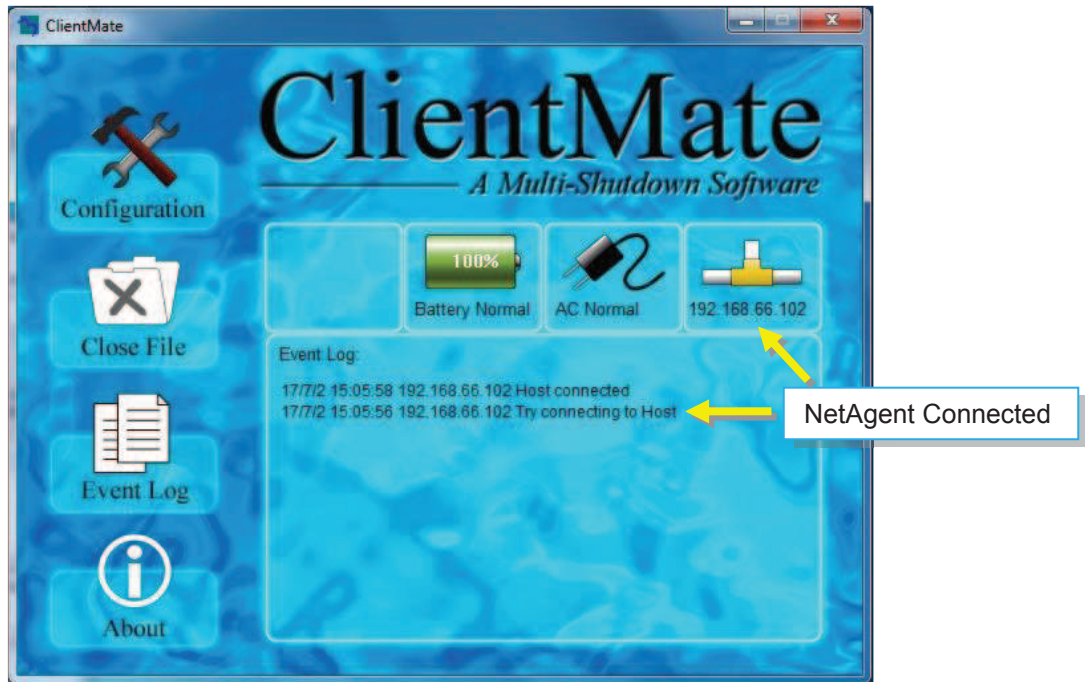 ClientMate
ClientMate
A Multi-Shutdown Software
Configuration
Close File
Event Log
About
100%
Battery Normal
AC Normal
192.168.66.102
Event Log:
17/7/2 15:05:58 192.168.66.102 Host connected
17/7/2 15:05:56 192.168.66.102 Try connecting to Host
NetAgent Connected